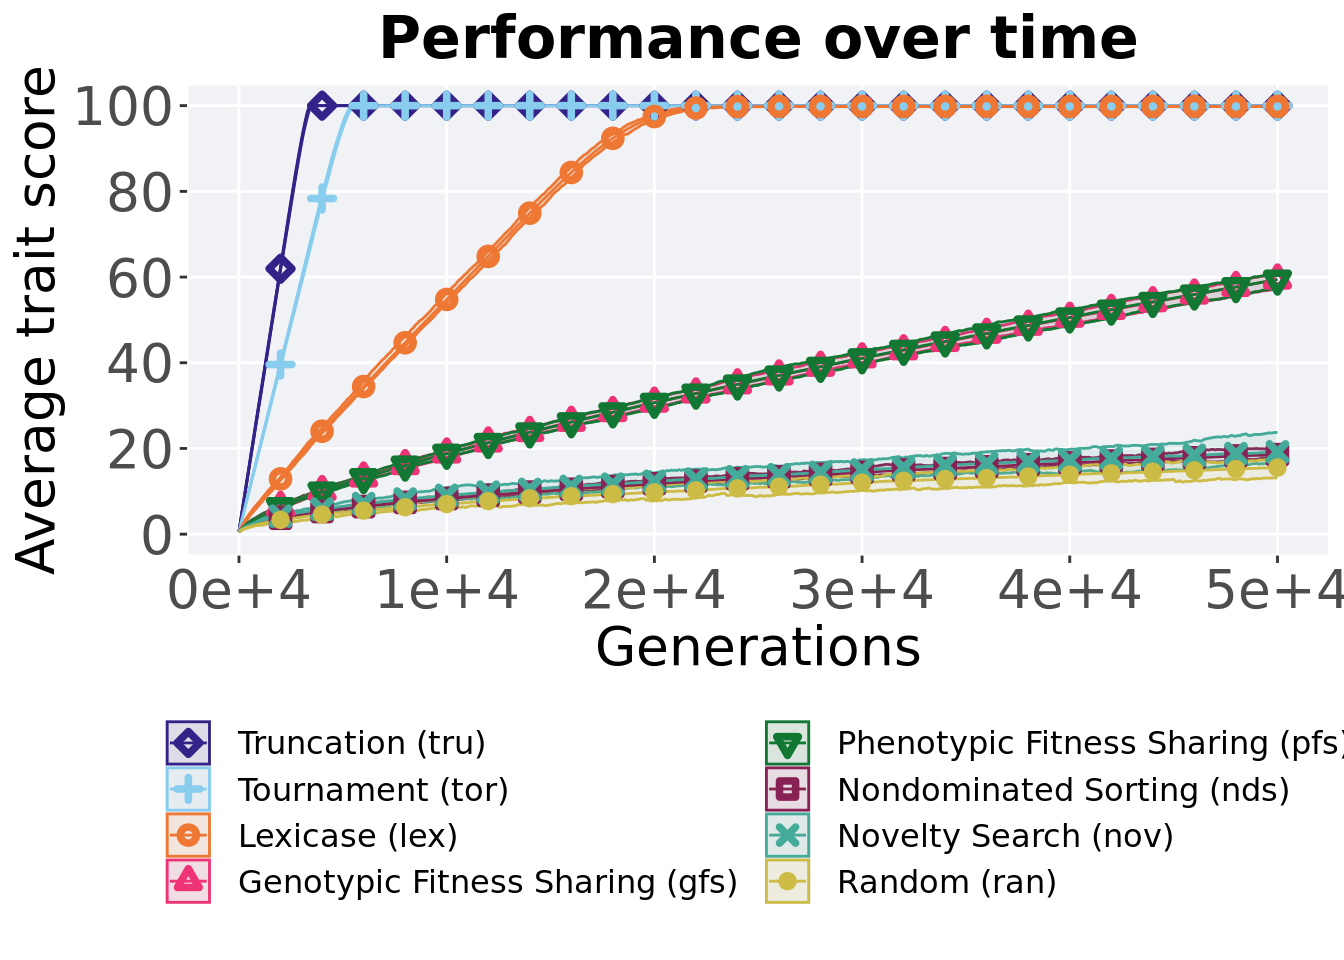 Performance over time
Average trait score
100
80
60
40
20
0
0e+4 1e+4 2e+4 3e+4 4e+4 5e+4
Generations
Truncation (tru)
Tournament (tor)
Lexicase (lex)
Genotypic Fitness Sharing (gfs)
Phenotypic Fitness Sharing (pfs)
Nondominated Sorting (nds)
Novelty Search (nov)
Random (ran)